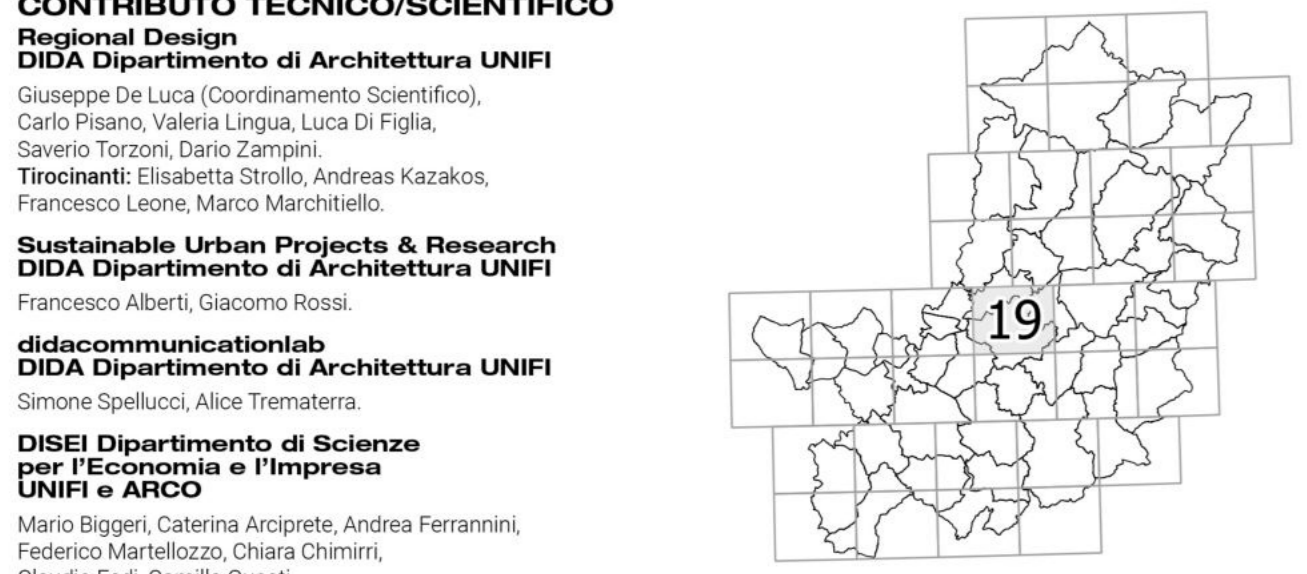 CONTRIBUTO TECNICO/SCIENTIFICO
Regional Design
DIDA Dipartimento di Architettura UNIFI
Giuseppe De Luca (Coordinamento Scientifico),
Carlo Pisano, Valeria Lingua, Luca Di Figlia,
Saverio Torzoni, Dario Zampini.
Tirocinanti: Elisabetta Strollo, Andreas Kazakos,
Francesco Leone, Marco Marchitiello.
Sustainable Urban Projects & Research
DIDA Dipartimento di Architettura UNIFI
Francesco Alberti, Giacomo Rossi.
didacommunicationlab
DIDA Dipartimento di Architettura UNIFI
Simone Spellucci, Alice Trematerra.
DISEI Dipartimento di Scienze
per l'Economia e l'Impresa
UNIFI e ARCO
Mario Biggeri, Caterina Arciprete, Andrea Ferrannini,
Federico Martellozzo, Chiara Chimirri,
19